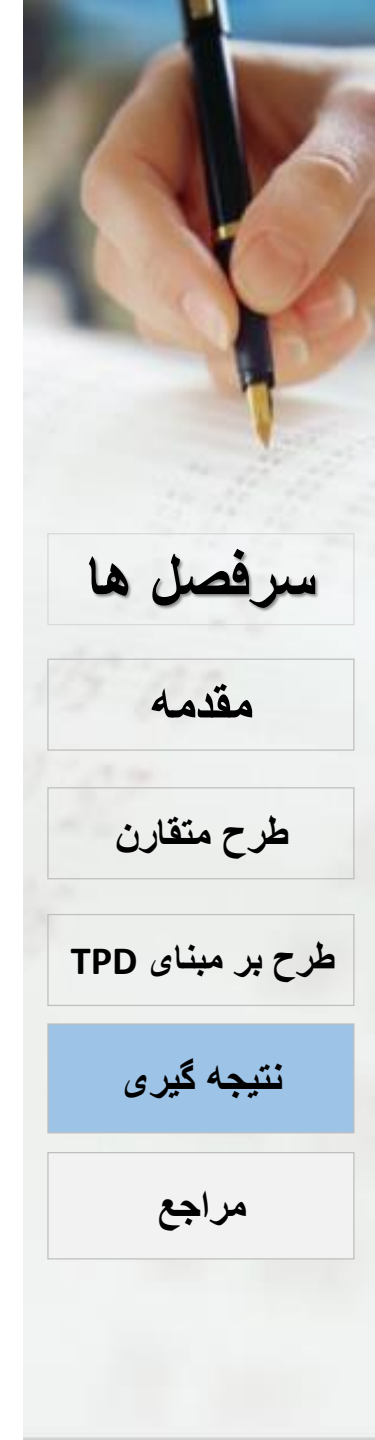 سرفصل ها
مقدمه
طرح متقارن
طرح بر مبنای TPD
نتیجه گیری
مراجع